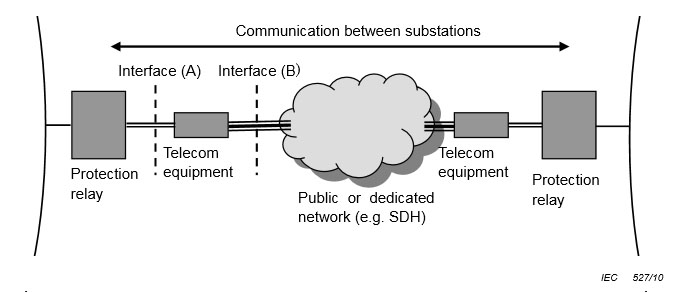 Communication between substations
Interface (A)
Interface (B)
Protection
relay
Telecom
equipment
Public or dedicated
network (e.g. SDH)
Telecom
equipment
Protection
relay
IEC 527/10